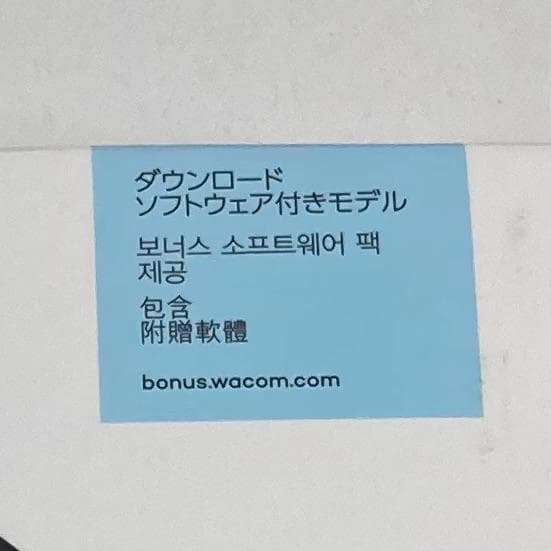 ダウンロード
ソフトウェア付きモデル
보너스 소프트웨어 팩
제공
包含
附贈軟體
bonus.wacom.com